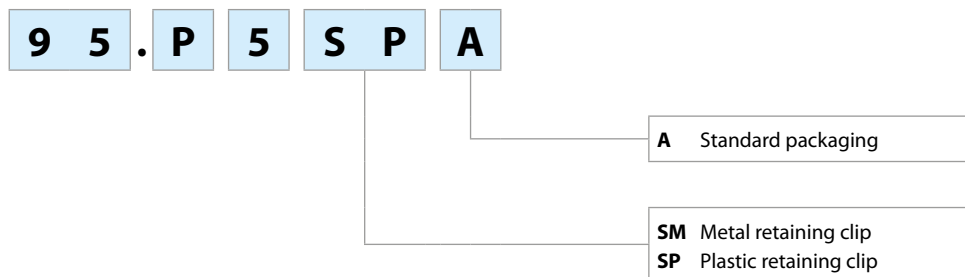 9 5 . P 5 S P A
A Standard packaging
SM Metal retaining clip
SP Plastic retaining clip